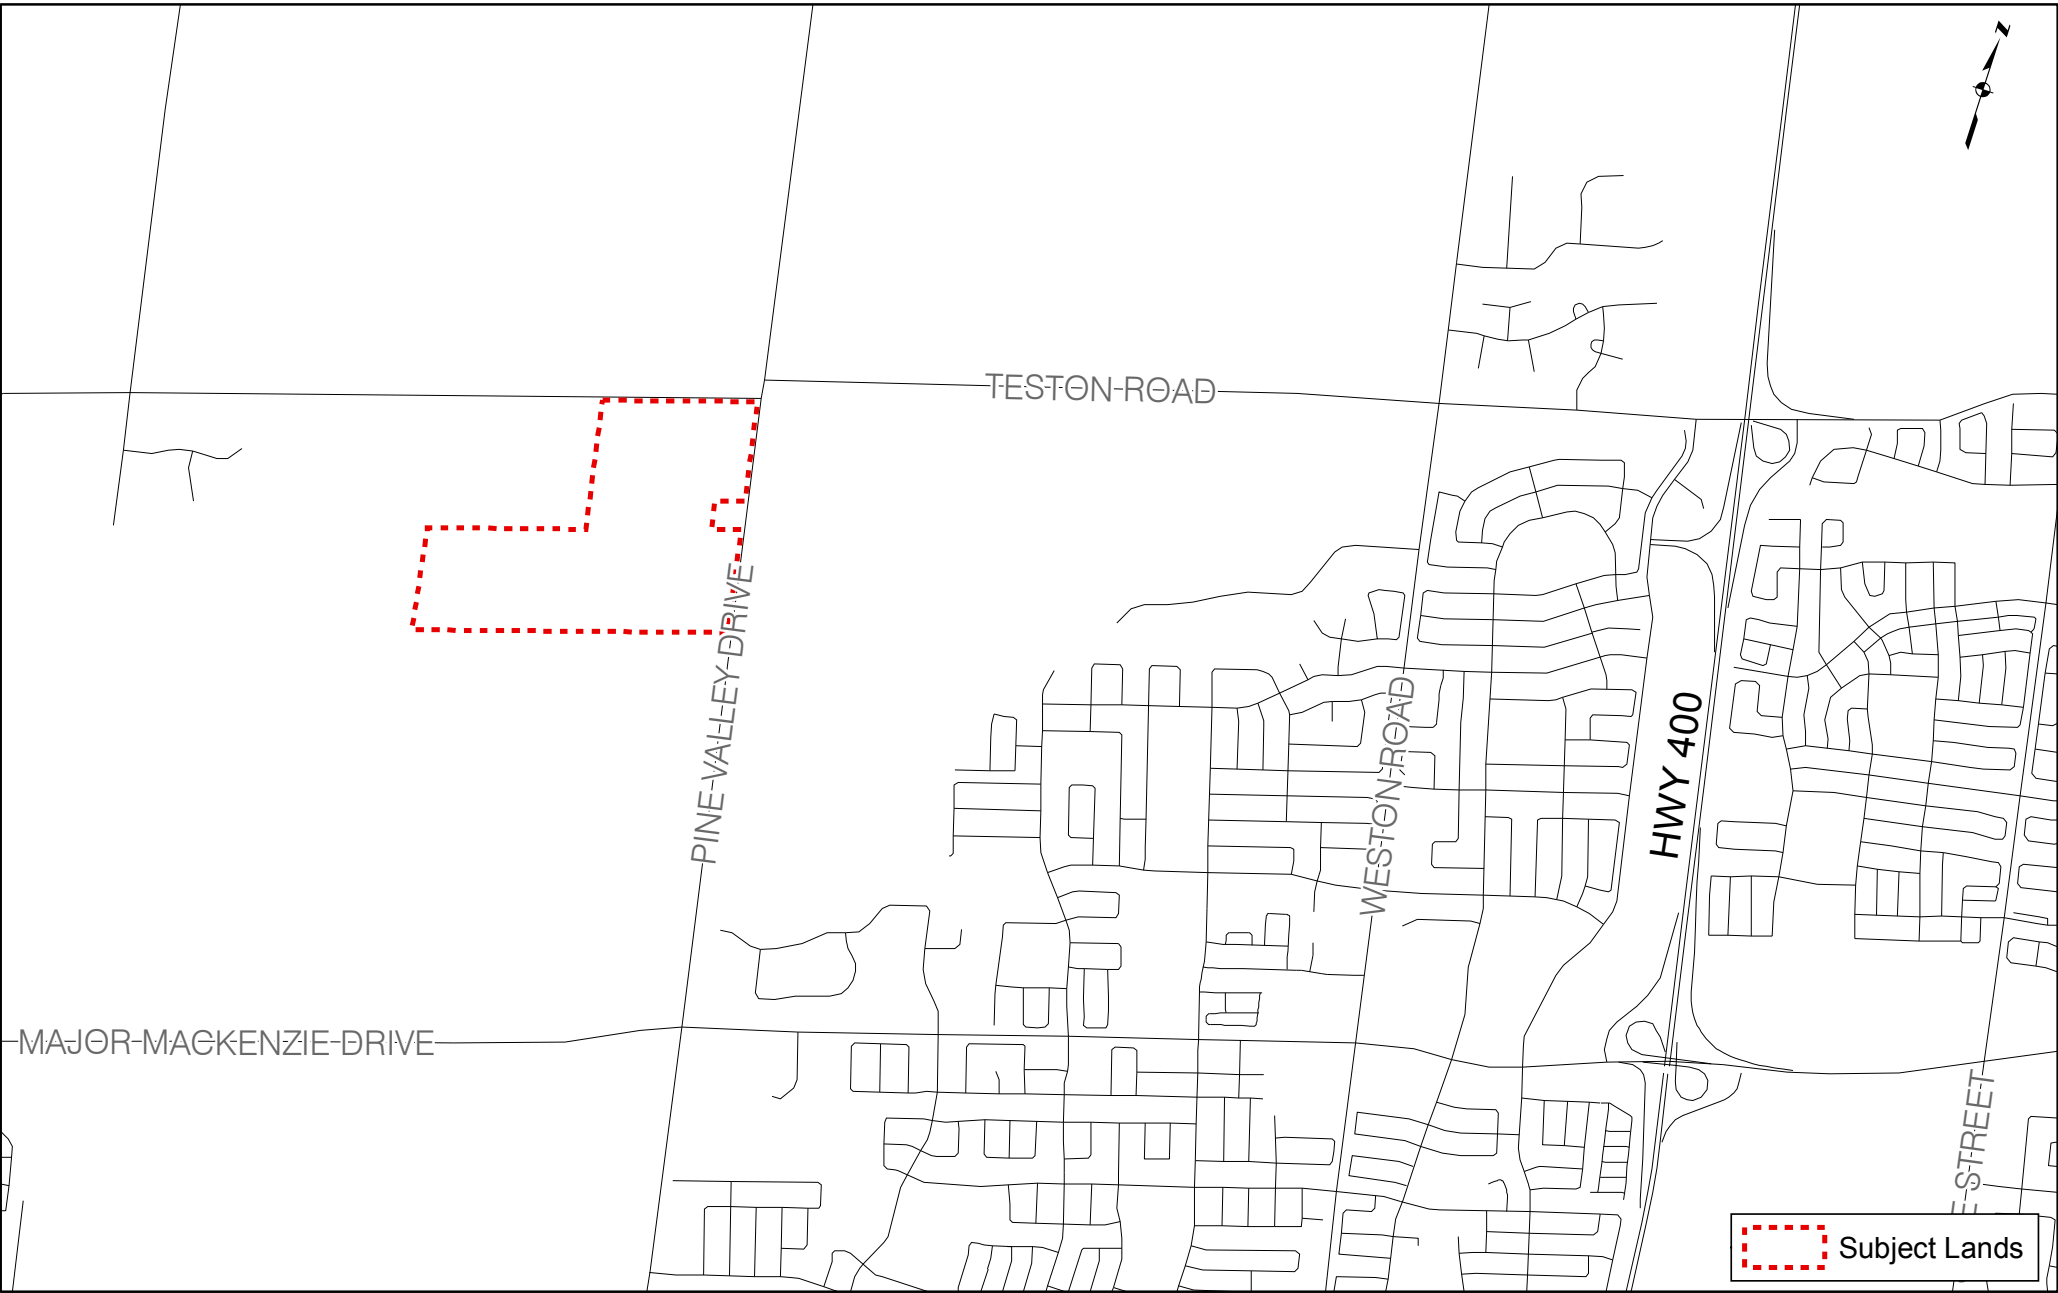 N
TESTON ROAD
PINE VALLEY DRIVE
WESTON ROAD
HWY 400
MAJOR MACKENZIE DRIVE
STREET
Subject Lands